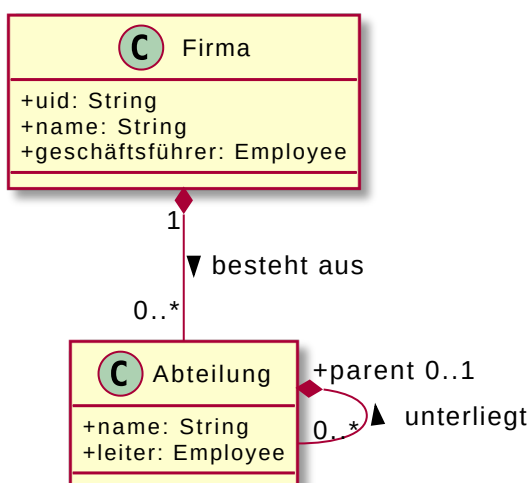 C Firma
+uid: String
+name: String
+geschäftsführer: Employee
1
besteht aus
0..*
C Abteilung
+parent 0..1
+name: String
+leiter: Employee
0..*
unterliegt